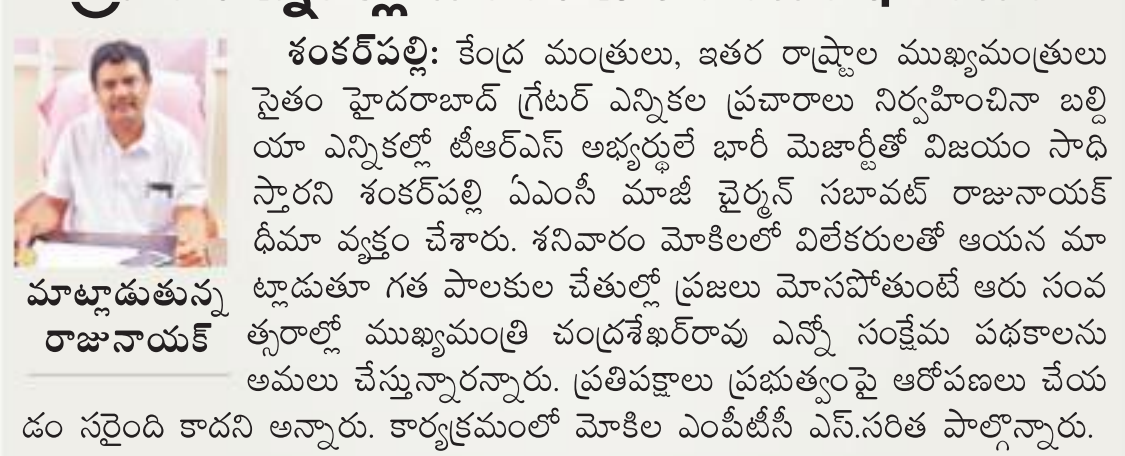 శంకర్‌పల్లి: కేంద్ర మంత్రులు, ఇతర రాష్ట్రాల ముఖ్యమంత్రులు
సైతం హైదరాబాద్ గ్రేటర్ ఎన్నికల ప్రచారాలు నిర్వహించినా బల్ది
యా ఎన్నికల్లో టీఆర్ఎస్ అభ్యర్థులే భారీ మెజార్టీతో విజయం సాధి
స్తారని శంకర్‌పల్లి ఏఎంసీ మాజీ చైర్మన్ సబావట్ రాజునాయక్
ధీమా వ్యక్తం చేశారు. శనివారం మోకిలలో విలేకరులతో ఆయన మా
ట్లాడుతూ గత పాలకుల చేతుల్లో ప్రజలు మోసపోతుంటే ఆరు సంవ
త్సరాల్లో ముఖ్యమంత్రి చంద్రశేఖర్‌రావు ఎన్నో సంక్షేమ పథకాలను
అమలు చేస్తున్నారన్నారు. ప్రతిపక్షాలు ప్రభుత్వంపై ఆరోపణలు చేయ
డం సరైంది కాదని అన్నారు. కార్యక్రమంలో మోకిల ఎంపీటీసీ ఎస్.సరిత పాల్గొన్నారు.
మాట్లాడుతున్న
రాజునాయక్